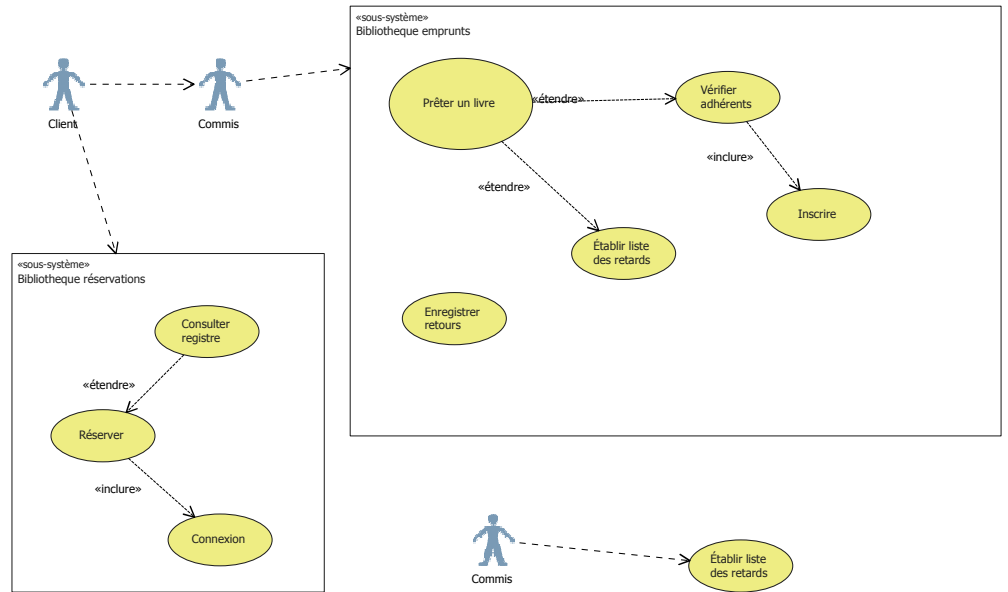 «sous-système»
Bibliotheque emprunts
Prêter un livre
«étendre»
Vérifier
adhérents
Client
Commis
«inclure»
«étendre»
Inscrire
Établir liste
des retards
«sous-système»
Bibliotheque réservations
Enregistrer
retours
Consulter
registre
«étendre»
Réserver
«inclure»
Connexion
Commis
Établir liste
des retards